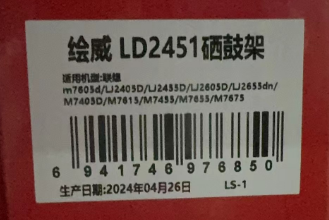 绘威 LD2451硒鼓架
适用机型:联想
m7605d/LJ2405D/LJ2455D/LJ2605D/LJ2655dn/
M7405D/M7615/M7455/M7655/M7675
6 941746 976850
生产日期:2024年04月26日 LS-1